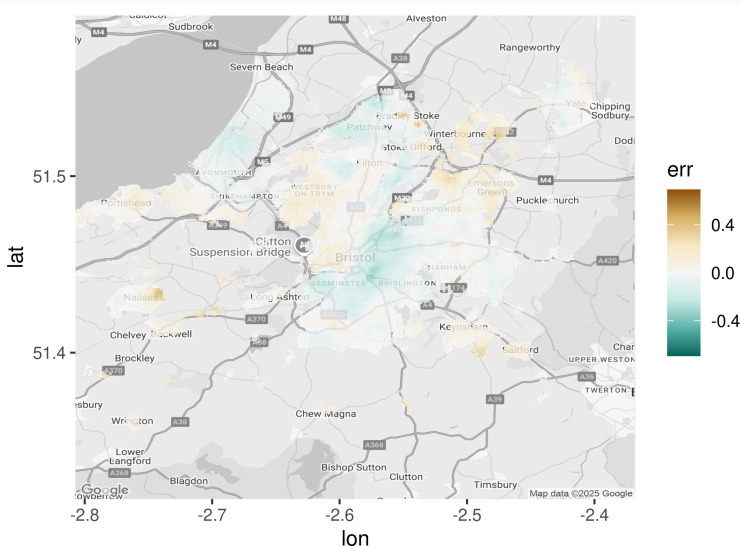 Caldicot
M48
Alveston
Sudbrook
M4
M4
M4
Rangeworthy
Severn Beach
A38
M4
Yate
Chipping
Sodbury
M49
Bradley Stoke
Patchway
Winterbourne
Stoke Gifford
M5
Filton
AVONMOUTH
M4
Emersons
Green
WESTBURY
ON TRYM
SHIREHAMPTON
Portishead
Pucklechurch
FISHPONDS
Clifton
Suspension Bridge
Bristol
A420
HANHAM
BEDMINSTER
BRISLINGTON
Nailsea
Long Ashton
A4
A370
Keynsham
Chelvey
Backwell
A38
Saltford
Brockley
UPPER WESTON
A370
A36
TWERTON
A39
Wrington
A38
Chew Magna
Lower
Langford
A368
A368
Bishop Sutton
Blagdon
Clutton
Timsbury
Google
Map data ©2025 Google
51.5
51.4
lat
-2.8
-2.7
-2.6
-2.5
-2.4
lon
err
0.4
0.0
-0.4